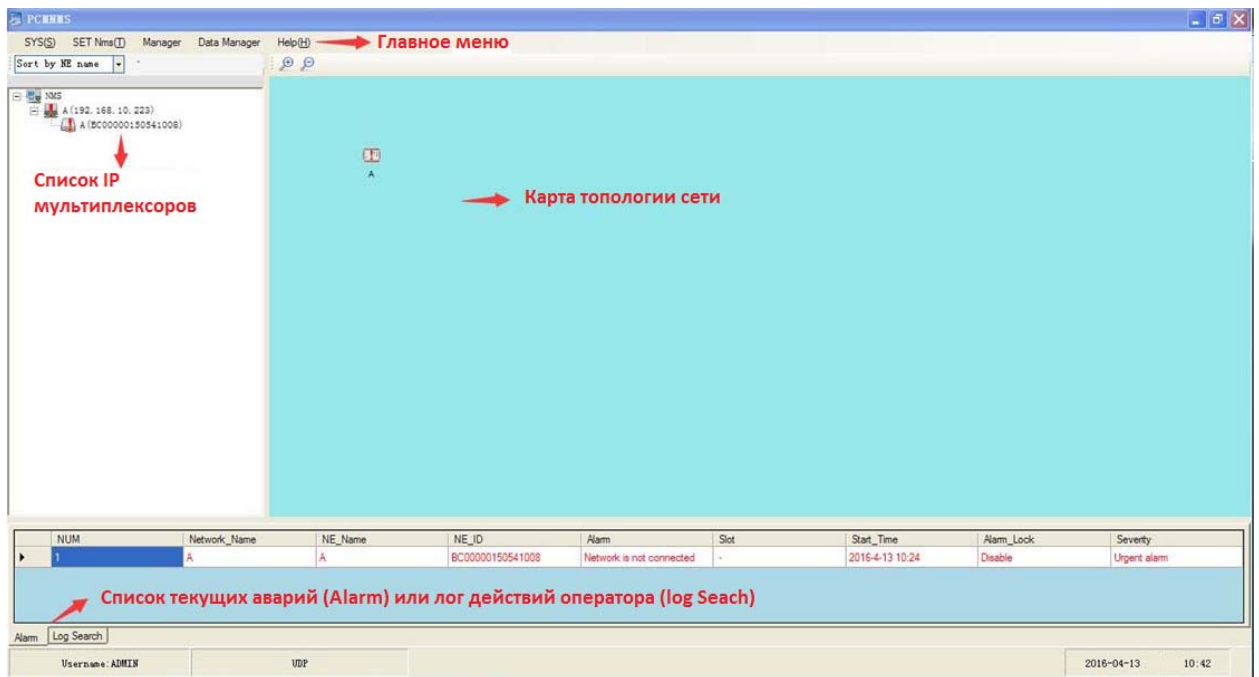 PCMNMS
SYS(S) SET Nms(T) Manager Data Manager Help(H) Главное меню
Sort by NE name
NMS
A(192.168.10.223)
A(BC00000150541008)
Список IP
мультиплексоров
A
Карта топологии сети
NUM Network_Name NE_Name NE_ID Alarm Slot Start_Time Alarm_Lock Severity
1 A A BC00000150541008 Network is not connected - 2016-4-13 10:24 Disable Urgent alarm
Список текущих аварий (Alarm) или лог действий оператора (log Seach)
Alarm Log Search
Username:ADMIN UDP 2016-04-13 10:42